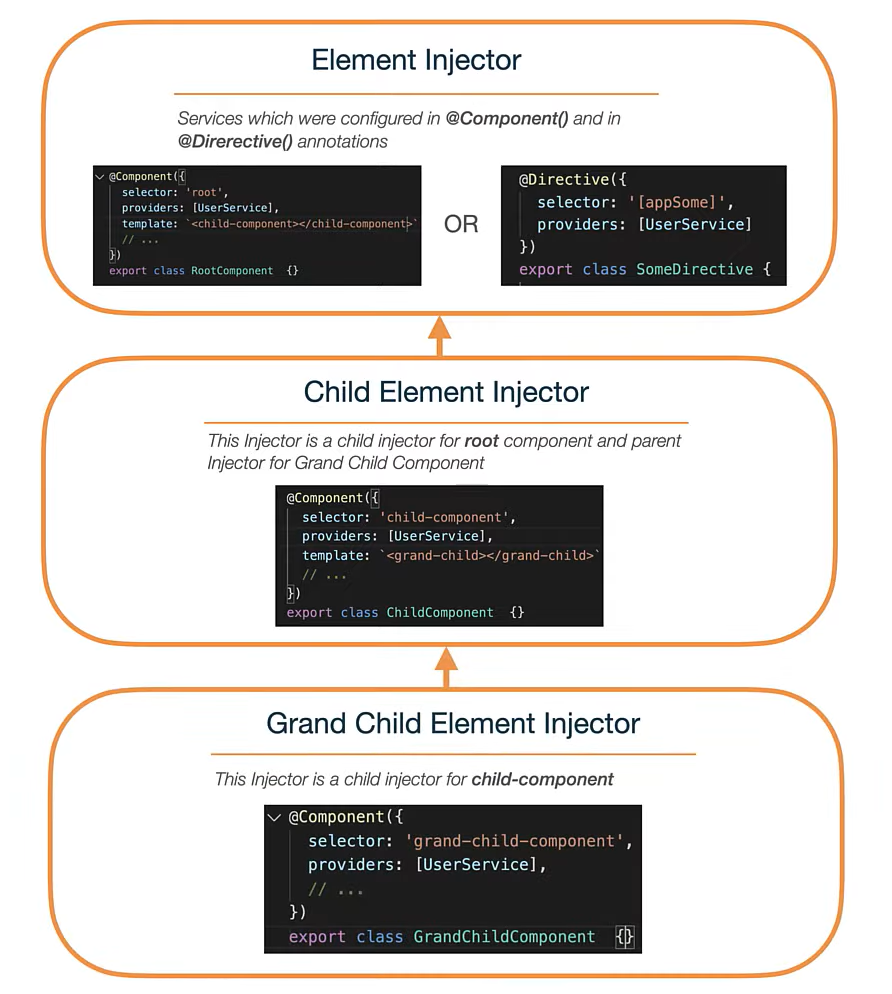 Element Injector
Services which were configured in @Component() and in
@Direrective() annotations
@Component({
selector: 'root',
providers: [UserService],
template: `<child-component></child-component>`
// ...
})
export class RootComponent {}
OR
@Directive({
selector: '[appSome]',
providers: [UserService]
})
export class SomeDirective {
Child Element Injector
This Injector is a child injector for root component and parent
Injector for Grand Child Component
@Component({
selector: 'child-component',
providers: [UserService],
template: `<grand-child></grand-child>`
// ...
})
export class ChildComponent {}
Grand Child Element Injector
This Injector is a child injector for child-component
@Component({
selector: 'grand-child-component',
providers: [UserService],
// ...
})
export class GrandChildComponent {}